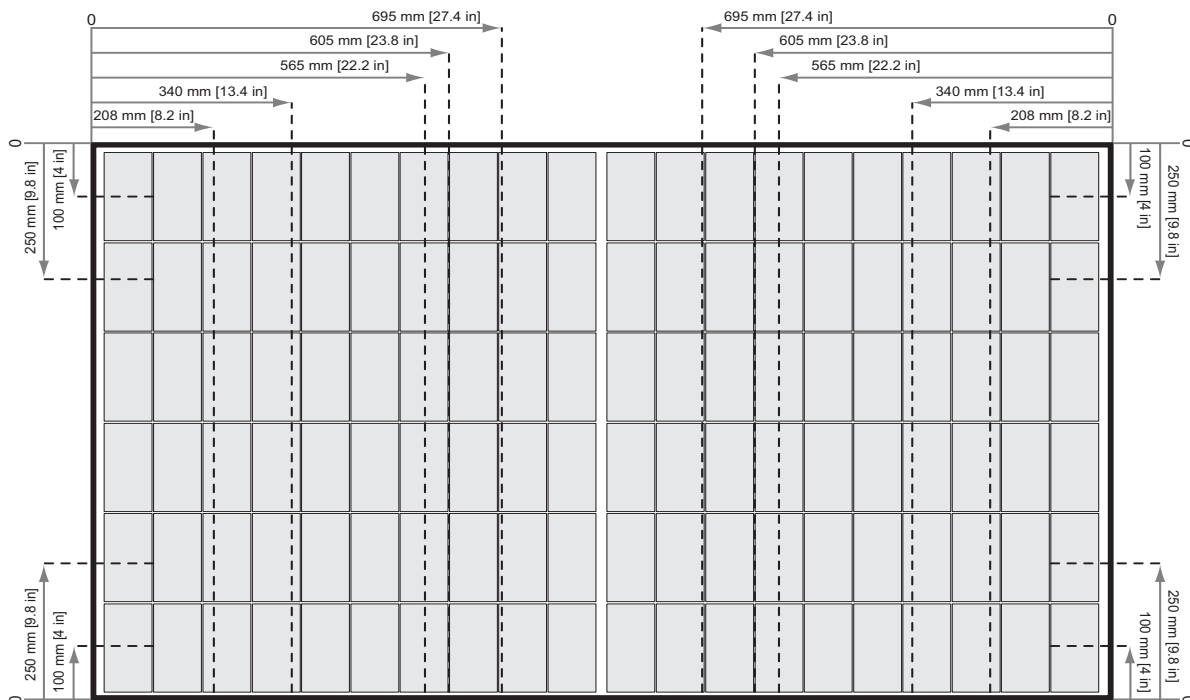 0
695 mm [27.4 in]
695 mm [27.4 in]
0
605 mm [23.8 in]
605 mm [23.8 in]
565 mm [22.2 in]
565 mm [22.2 in]
340 mm [13.4 in]
340 mm [13.4 in]
208 mm [8.2 in]
208 mm [8.2 in]
0
0
250 mm [9.8 in]
100 mm [4 in]
100 mm [4 in]
250 mm [9.8 in]
250 mm [9.8 in]
100 mm [4 in]
100 mm [4 in]
250 mm [9.8 in]
0
0